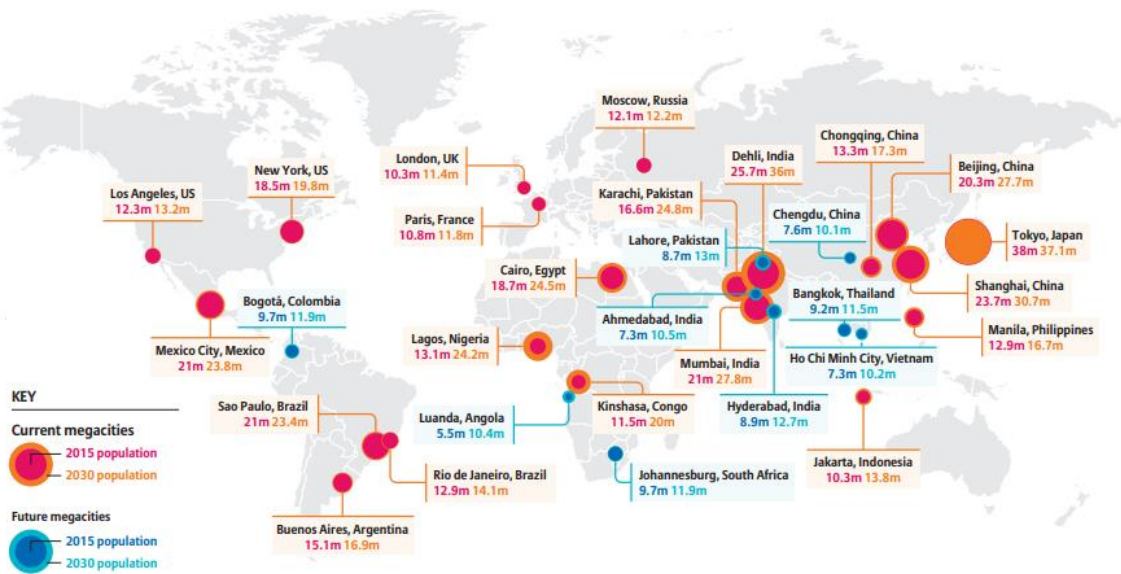 Moscow, Russia
12.1m 12.2m
Chongqing, China
13.3m 17.3m
London, UK
10.3m 11.4m
Dehli, India
25.7m 36m
Beijing, China
20.3m 27.7m
New York, US
18.5m 19.8m
Los Angeles, US
12.3m 13.2m
Karachi, Pakistan
16.6m 24.8m
Paris, France
10.8m 11.8m
Chengdu, China
7.6m 10.1m
Tokyo, Japan
38m 37.1m
Lahore, Pakistan
8.7m 13m
Cairo, Egypt
18.7m 24.5m
Shanghai, China
23.7m 30.7m
Bogotá, Colombia
9.7m 11.9m
Bangkok, Thailand
9.2m 11.5m
Ahmedabad, India
7.3m 10.5m
Manila, Philippines
12.9m 16.7m
Lagos, Nigeria
13.1m 24.2m
Mexico City, Mexico
21m 23.8m
Mumbai, India
21m 27.8m
Ho Chi Minh City, Vietnam
7.3m 10.2m
KEY
Current megacities
2015 population
2030 population
Future megacities
2015 population
2030 population
Sao Paulo, Brazil
21m 23.4m
Luanda, Angola
5.5m 10.4m
Kinshasa, Congo
11.5m 20m
Hyderabad, India
8.9m 12.7m
Jakarta, Indonesia
10.3m 13.8m
Rio de Janeiro, Brazil
12.9m 14.1m
Johannesburg, South Africa
9.7m 11.9m
Buenos Aires, Argentina
15.1m 16.9m